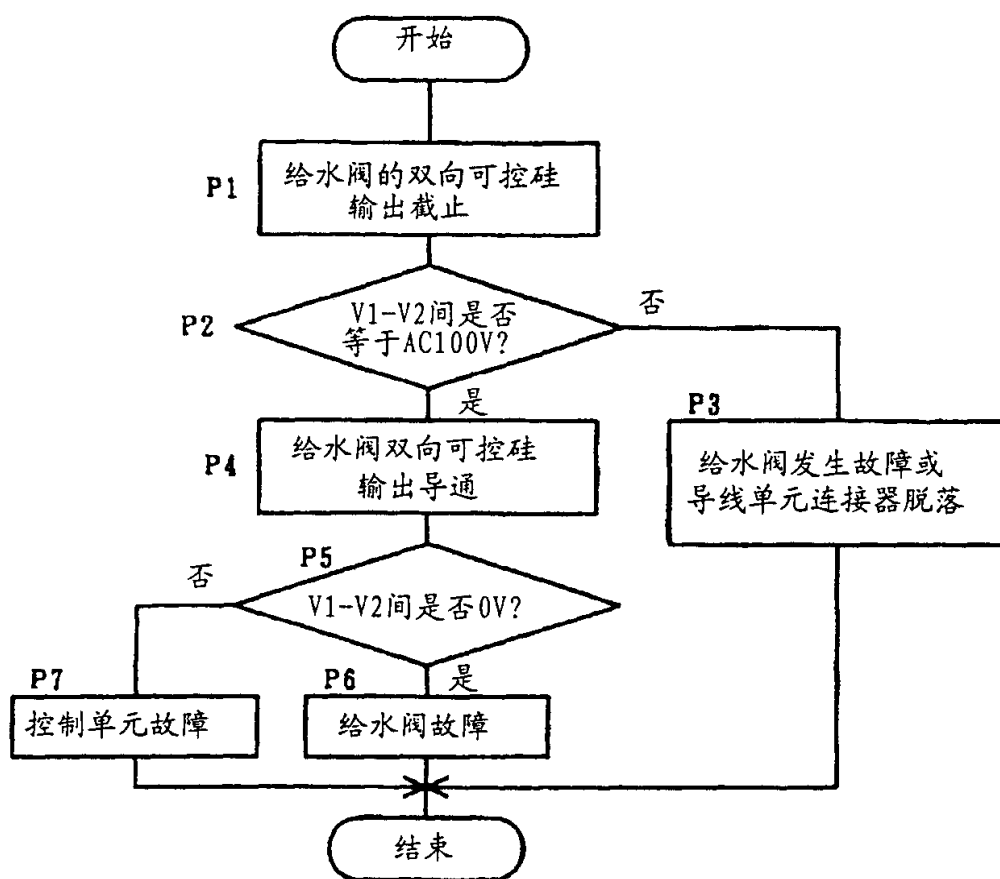 开始
P1
给水阀的双向可控硅
输出截止
P2
V1-V2间是否
等于AC100V?
否
是
P3
给水阀发生故障或
导线单元连接器脱落
P4
给水阀双向可控硅
输出导通
P5
否
V1-V2间是否0V?
是
P7
控制单元故障
P6
给水阀故障
结束